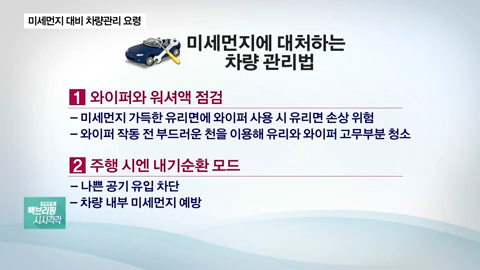 미세먼지 대비 차량관리 요령
미세먼지에 대처하는
차량 관리법
1 와이퍼와 워셔액 점검
– 미세먼지 가득한 유리면에 와이퍼 사용 시 유리면 손상 위험
– 와이퍼 작동 전 부드러운 천을 이용해 유리와 와이퍼 고무부분 청소
2 주행 시엔 내기순환 모드
– 나쁜 공기 유입 차단
– 차량 내부 미세먼지 예방
백브리핑
시시각각